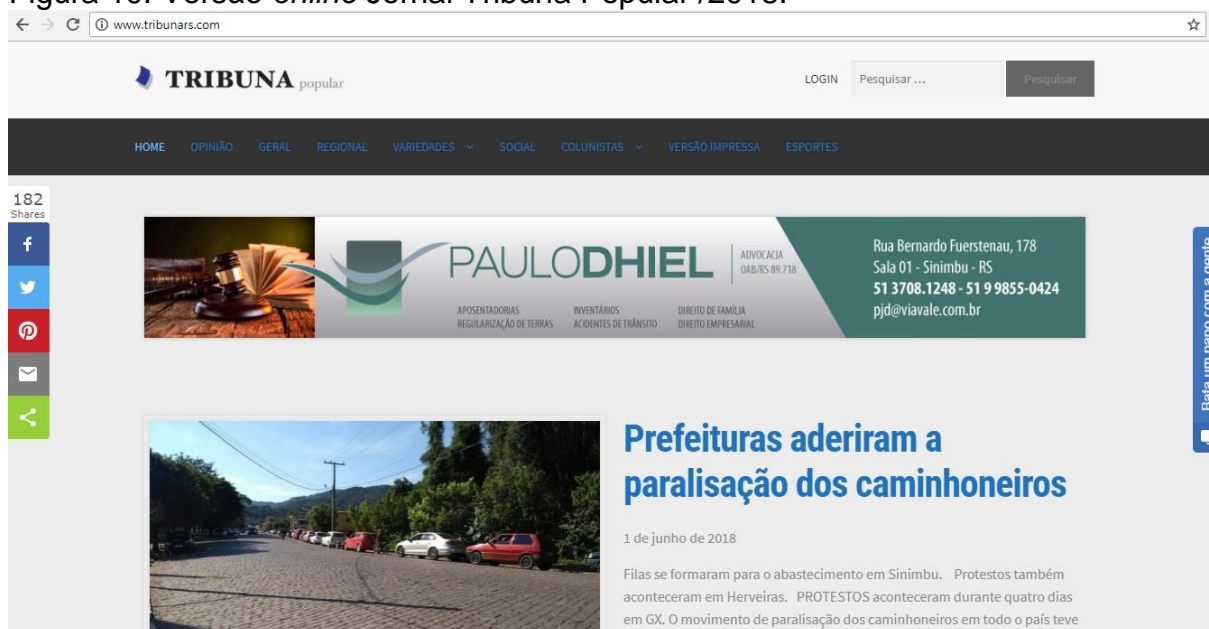 Figura 10: Versão online Jornal Tribuna Popular /2018.
www.tribunars.com
TRIBUNA popular
LOGIN Pesquisar ... Pesquisar
HOME OPINIÃO GERAL REGIONAL VARIEDADES SOCIAL COLUNISTAS VERSÃO IMPRESSA ESPORTES
182
Shares
PAULODHIEL
ADVOCACIA
OAB/RS 89.718
APOSENTADORIAS INVENTÁRIOS DIREITO DE FAMÍLIA
REGULARIZAÇÃO DE TERRAS ACIDENTES DE TRÂNSITO DIREITO EMPRESARIAL
Rua Bernardo Fuerstenau, 178
Sala 01 - Sinimbu - RS
51 3708.1248 - 51 9 9855-0424
pjd@viavale.com.br
Bata um papo com a gente
Prefeituras aderiram a
paralisação dos caminhoneiros
1 de junho de 2018
Filas se formaram para o abastecimento em Sinimbu. Protestos também
aconteceram em Herveiras. PROTESTOS aconteceram durante quatro dias
em GX. O movimento de paralisação dos caminhoneiros em todo o país teve